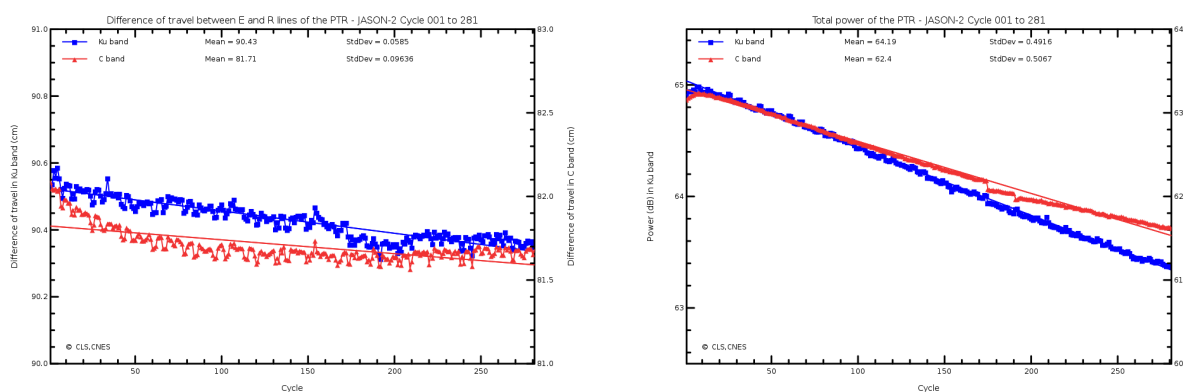 Difference of travel between E and R lines of the PTR - JASON-2 Cycle 001 to 281
91.0 83.0
Ku band Mean = 90.43 StdDev = 0.0585
C band Mean = 81.71 StdDev = 0.09636
90.8
82.5
90.6
82.0
90.4
81.5
90.2
© CLS,CNES
90.0 81.0
50 100 150 200 250
Cycle
Difference of travel in Ku band (cm)
Difference of travel in C band (cm)
Total power of the PTR - JASON-2 Cycle 001 to 281
64
Ku band Mean = 64.19 StdDev = 0.4916
C band Mean = 62.4 StdDev = 0.5067
65
63
64
62
63
61
© CLS,CNES
60
50 100 150 200 250
Cycle
Power (dB) in Ku band